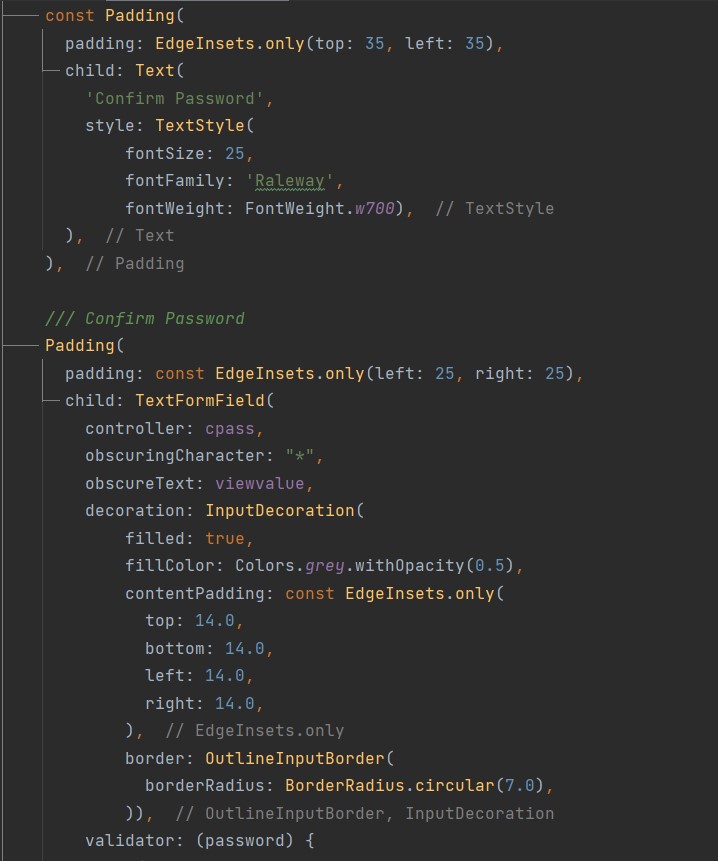 const Padding(
padding: EdgeInsets.only(top: 35, left: 35),
child: Text(
'Confirm Password',
style: TextStyle(
fontSize: 25,
fontFamily: 'Raleway',
fontWeight: FontWeight.w700), // TextStyle
), // Text
), // Padding
/// Confirm Password
Padding(
padding: const EdgeInsets.only(left: 25, right: 25),
child: TextFormField(
controller: cpass,
obscuringCharacter: "*",
obscureText: viewvalue,
decoration: InputDecoration(
filled: true,
fillColor: Colors.grey.withOpacity(0.5),
contentPadding: const EdgeInsets.only(
top: 14.0,
bottom: 14.0,
left: 14.0,
right: 14.0,
), // EdgeInsets.only
border: OutlineInputBorder(
borderRadius: BorderRadius.circular(7.0),
)), // OutlineInputBorder, InputDecoration
validator: (password) {